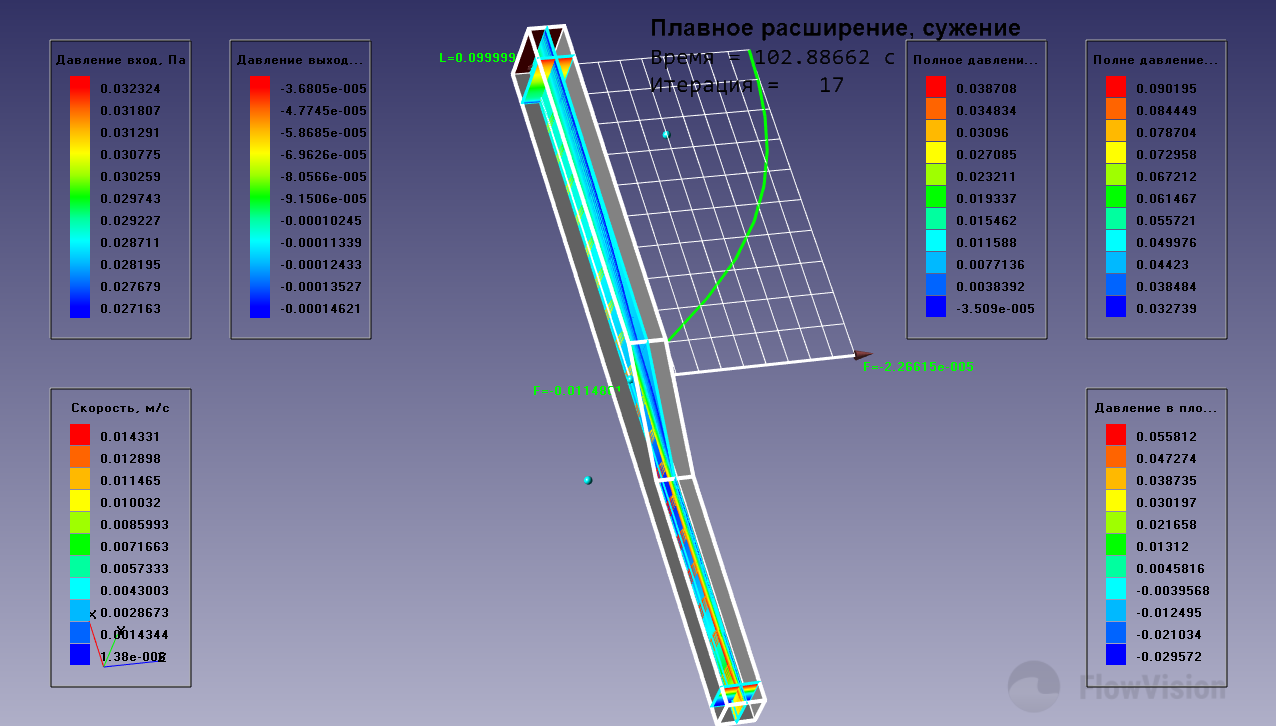 Плавное расширение, сужение
Время = 102.88662 с
Итерация = 17
L=0.099999
Давление вход, Па
0.032324
0.031807
0.031291
0.030775
0.030259
0.029743
0.029227
0.028711
0.028195
0.027679
0.027163
Давление выход...
-3.6805e-005
-4.7745e-005
-5.8685e-005
-6.9626e-005
-8.0566e-005
-9.1506e-005
-0.00010245
-0.00011339
-0.00012433
-0.00013527
-0.00014621
Полное давлени...
0.038708
0.034834
0.03096
0.027085
0.023211
0.019337
0.015462
0.011588
0.0077136
0.0038392
-3.509e-005
Полне давление...
0.090195
0.084449
0.078704
0.072958
0.067212
0.061467
0.055721
0.049976
0.04423
0.038484
0.032739
F=-2.26615e-005
Скорость, м/с
0.014331
0.012898
0.011465
0.010032
0.0085993
0.0071663
0.0057333
0.0043003
0.0028673
0.0014344
1.38e-006
Давление в пло...
0.055812
0.047274
0.038735
0.030197
0.021658
0.01312
0.0045816
-0.0039568
-0.012495
-0.021034
-0.029572
FlowVision